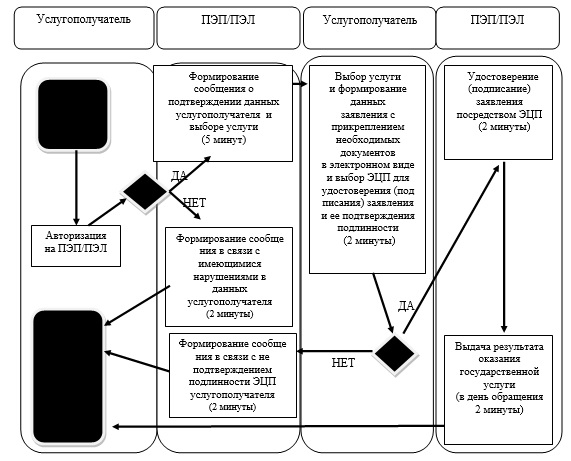 Услугополучатель
ПЭП/ПЭЛ
Услугополучатель
ПЭП/ПЭЛ
Формирование
сообщения о
подтверждении данных
услугополучателя и
выборе услуги
(5 минут)
Выбор услуги
и формирование
данных
заявления с
прикреплением
необходимых
документов
в электронном виде
и выбор ЭЦП для
удостоверения (под
писания) заявления
и ее подтверждения
подлинности
(2 минуты)
Удостоверение
(подписание)
заявления
посредством ЭЦП
(2 минуты)
ДА
НЕТ
Авторизация
на ПЭП/ПЭЛ
Формирование сообще
ния в связи с
имеющимися
нарушениями в
данных
услугополучателя
(2 минуты)
ДА
НЕТ
Формирование сообще
ния в связи с не
подтверждением
подлинности ЭЦП
услугополучателя
(2 минуты)
Выдача результата
оказания
государственной
услуги
(в день обращения
2 минуты)